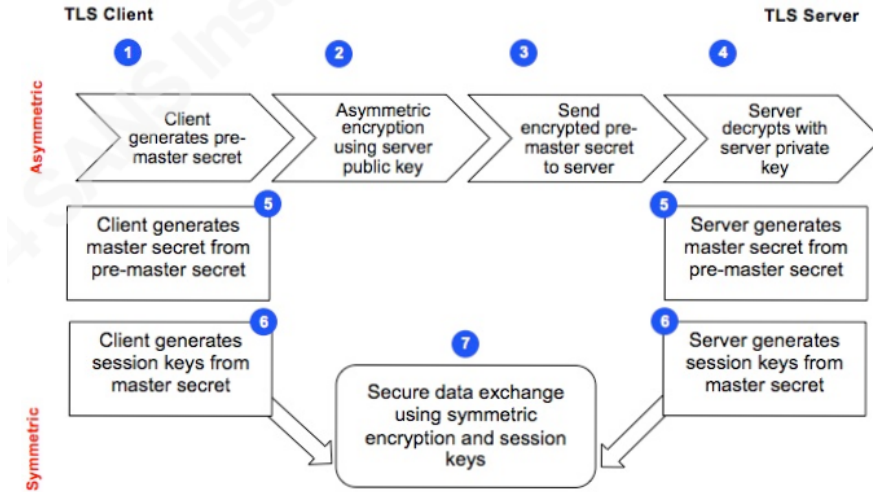 TLS Client
TLS Server
1
2
3
4
Asymmetric
Client
generates pre-
master secret
Asymmetric
encryption
using server
public key
Send
encrypted pre-
master secret
to server
Server
decrypts with
server private
key
5
Client generates
master secret from
pre-master secret
5
Server generates
master secret from
pre-master secret
6
Client generates
session keys from
master secret
7
Secure data exchange
using symmetric
encryption and session
keys
6
Server generates
session keys from
master secret
Symmetric
4 SANS Insti